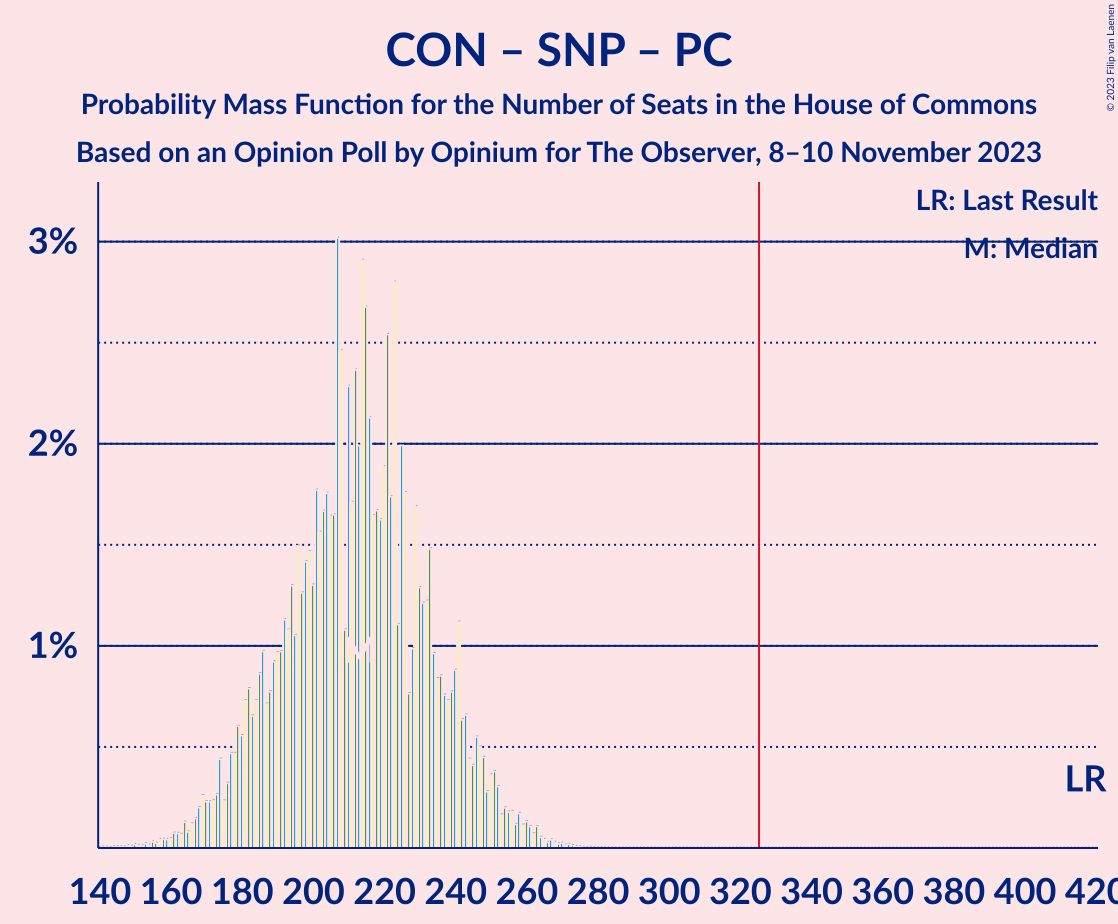 CON – SNP – PC
Probability Mass Function for the Number of Seats in the House of Commons
Based on an Opinion Poll by Opinium for The Observer, 8–10 November 2023
© 2023 Filip van Laenen
LR: Last Result
M: Median
3%
2%
1%
LR
140 160 180 200 220 240 260 280 300 320 340 360 380 400 420